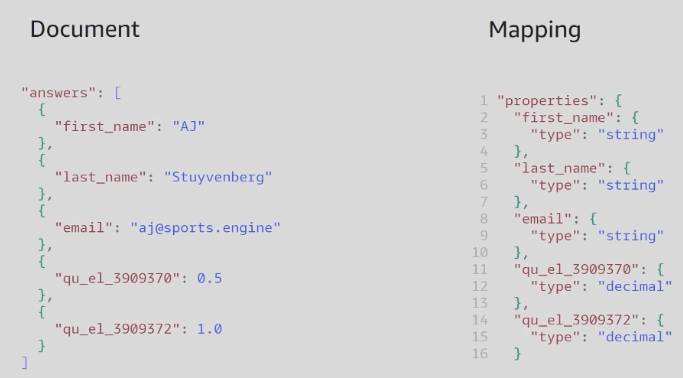 Document
"answers": [
{
"first_name": "AJ"
},
{
"last_name": "Stuyvenberg"
},
{
"email": "aj@sports.engine"
},
{
"qu_el_3909370": 0.5
},
{
"qu_el_3909372": 1.0
}
]
Mapping
1 "properties": {
2 "first_name": {
3 "type": "string"
4 },
5 "last_name": {
6 "type": "string"
7 },
8 "email": {
9 "type": "string"
10 },
11 "qu_el_3909370": {
12 "type": "decimal"
13 },
14 "qu_el_3909372": {
15 "type": "decimal"
16 }